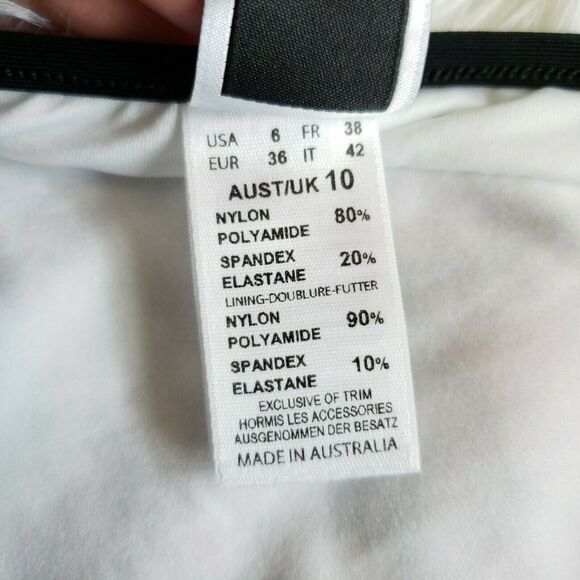 USA 6 FR 38
EUR 36 IT 42
AUST/UK 10
NYLON 80%
POLYAMIDE
SPANDEX 20%
ELASTANE
LINING-DOUBLURE-FUTTER
NYLON 90%
POLYAMIDE
SPANDEX 10%
ELASTANE
EXCLUSIVE OF TRIM
HORMIS LES ACCESSORIES
AUSGENOMMEN DER BESATZ
MADE IN AUSTRALIA